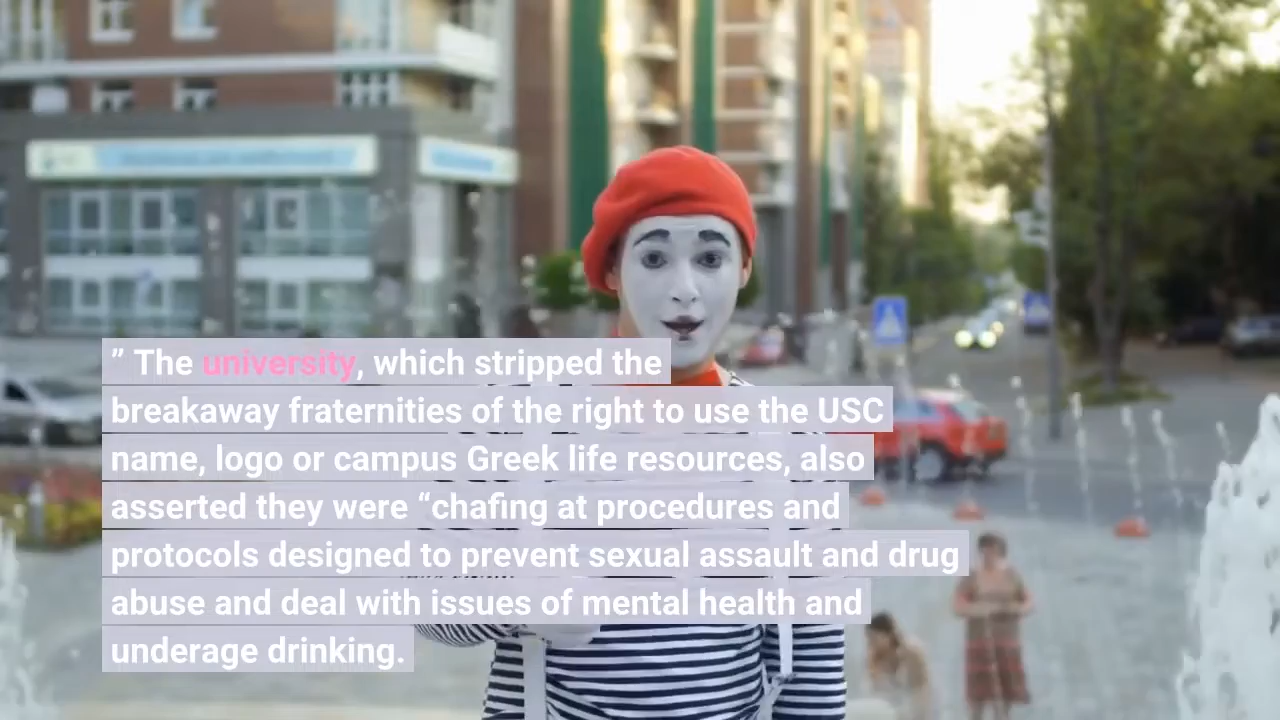 ” The university, which stripped the
breakaway fraternities of the right to use the USC
name, logo or campus Greek life resources, also
asserted they were “chafing at procedures and
protocols designed to prevent sexual assault and drug
abuse and deal with issues of mental health and
underage drinking.